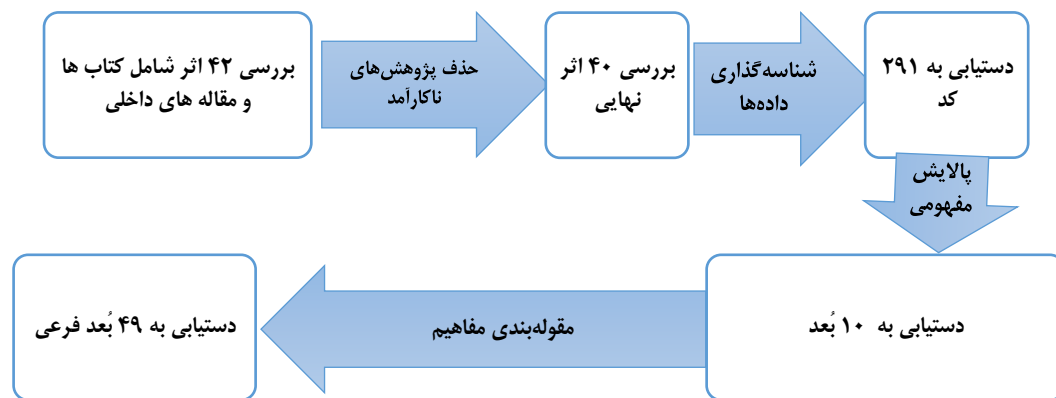 بررسی ۴۲ اثر شامل کتاب ها
و مقاله های داخلی
حذف پژوهش‌های
ناکارآمد
بررسی ۴۰ اثر
نهایی
شناسه‌گذاری
داده‌ها
دستیابی به ۲۹۱
کد
پالایش
مفهومی
دستیابی به ۱۰ بُعد
مقوله‌بندی مفاهیم
دستیابی به ۴۹ بُعد فرعی